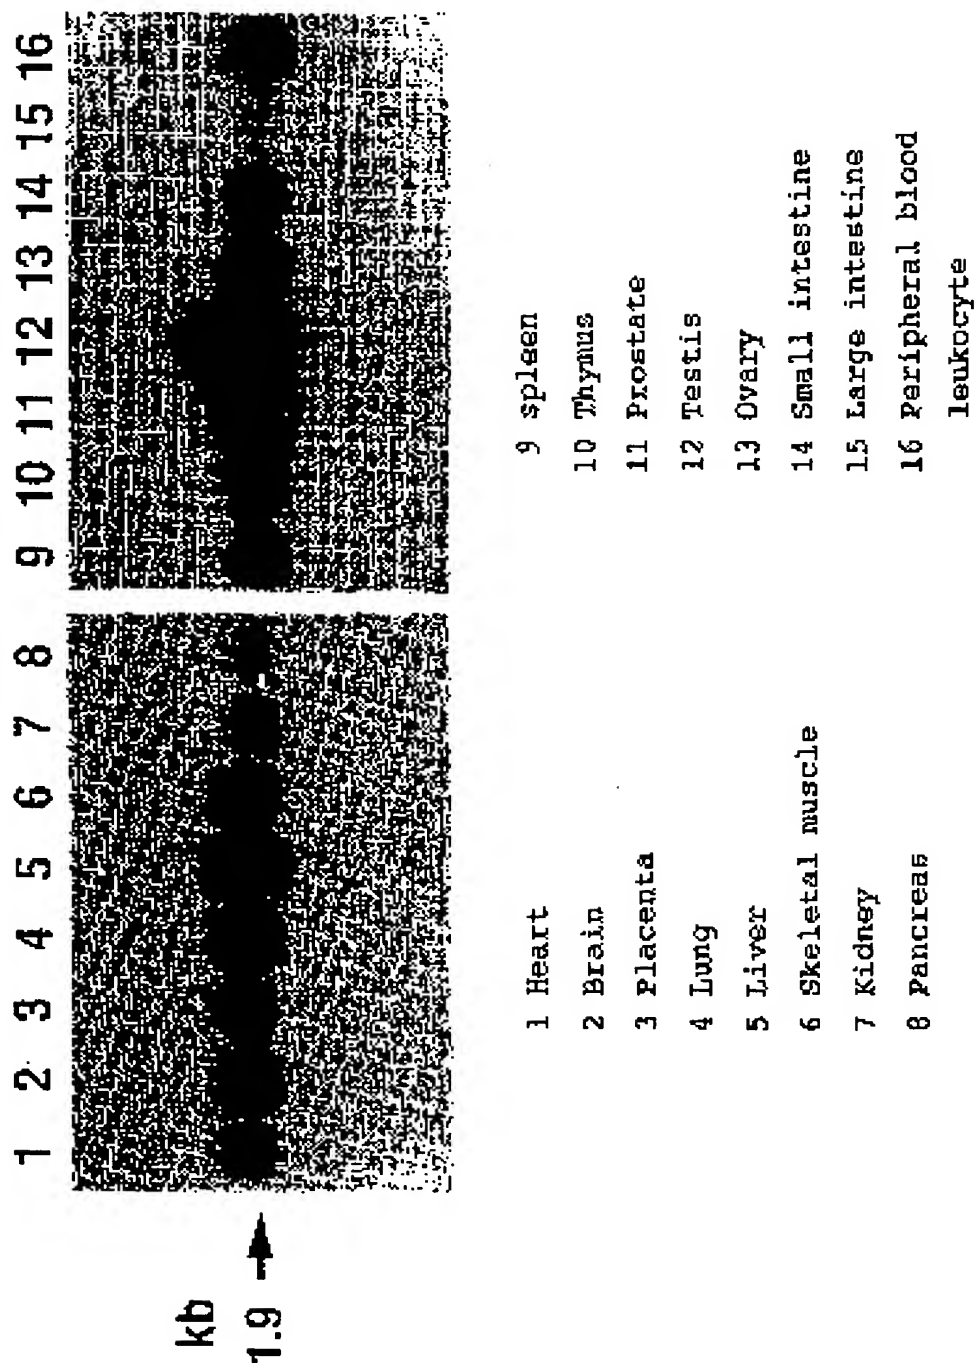 1 2 3 4 5 6 7 8 9 10 11 12 13 14 15 16
kb
1.9
1 Heart
2 Brain
3 Placenta
4 Lung
5 Liver
6 Skeletal muscle
7 Kidney
8 Pancreas
9 spleen
10 Thymus
11 Prostate
12 Testis
13 Ovary
14 Small intestine
15 Large intestine
16 Peripheral blood
leukocyte